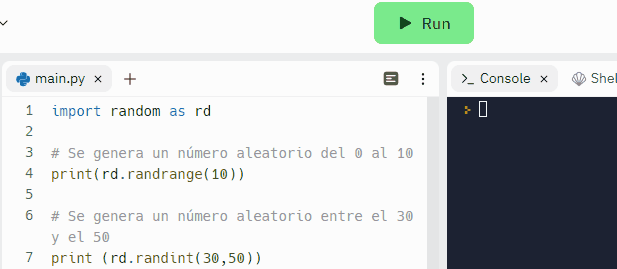 Run
main.py × +
>_ Console ×
Shel
1 import random as rd
2
3 # Se genera un número aleatorio del 0 al 10
4 print(rd.randrange(10))
5
6 # Se genera un número aleatorio entre el 30
y el 50
7 print (rd.randint(30,50))